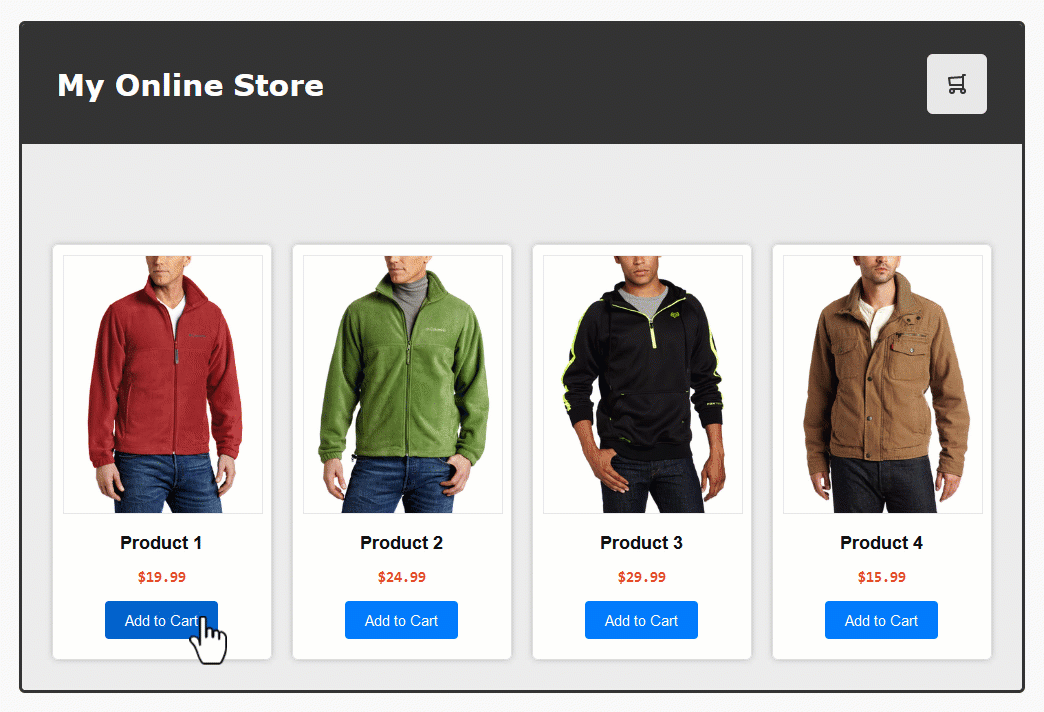 My Online Store
Product 1
$19.99
Add to Cart
Product 2
$24.99
Add to Cart
Product 3
$29.99
Add to Cart
Product 4
$15.99
Add to Cart